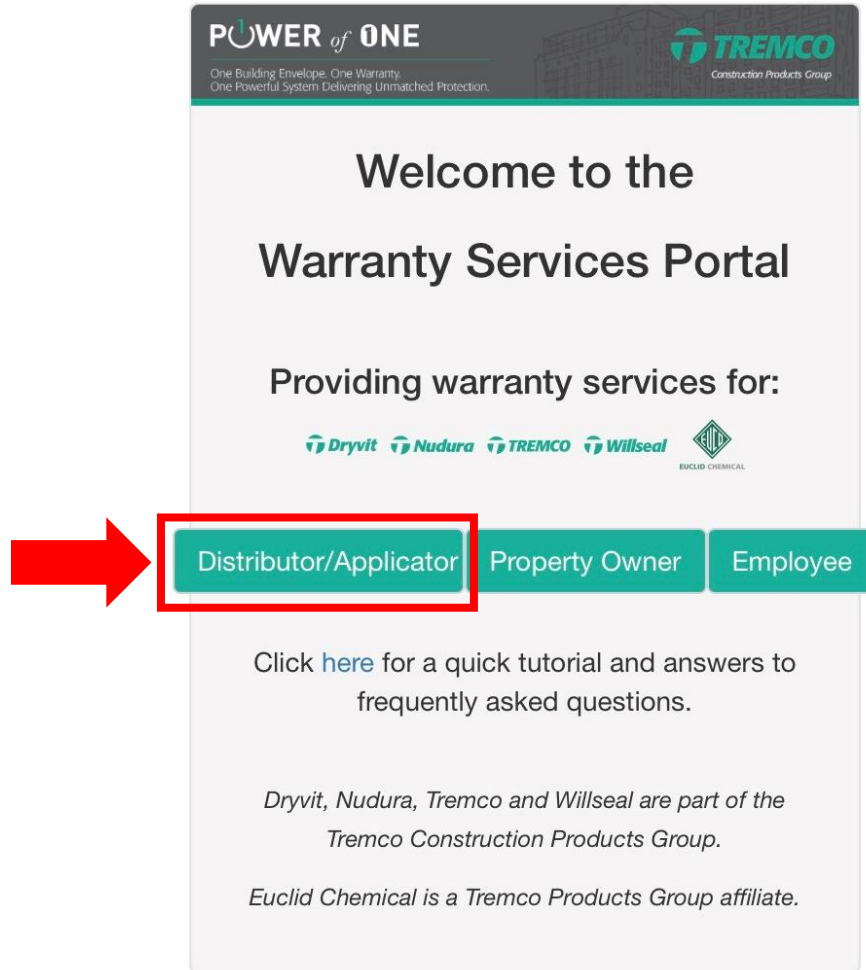 POWER of ONE
One Building Envelope. One Warranty.
One Powerful System Delivering Unmatched Protection.
TREMCO
Construction Products Group
Welcome to the
Warranty Services Portal
Providing warranty services for:
Dryvit Nudura TREMCO Willseal EUCO
EUCLID CHEMICAL
Distributor/Applicator Property Owner Employee
Click here for a quick tutorial and answers to
frequently asked questions.
Dryvit, Nudura, Tremco and Willseal are part of the
Tremco Construction Products Group.
Euclid Chemical is a Tremco Products Group affiliate.